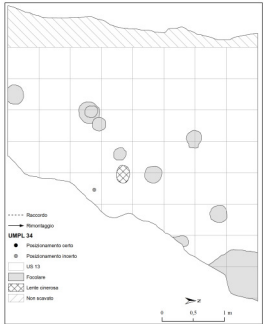 Raccordo
Rimontaggio
UMPL 34
Posizionamento certo
Posizionamento incerto
US 13
Focolare
Lente cinerosa
Non scavato
0 0,5 1 m